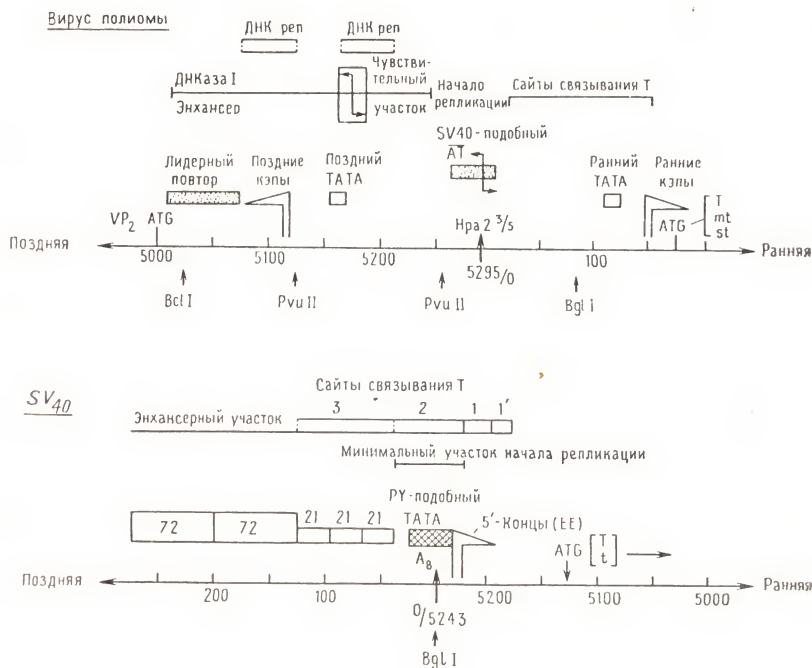 Вирус полиомы
ДНК реп ДНК реп
ДНКаза I Чувстви-
тельный
Энхансер участок
Начало
репликации
Сайты связывания Т
SV40-подобный
AT
Лидерный
повтор
Поздние
кэпы
Поздний
ТАТА
Ранний
ТАТА
Ранние
кэпы
VP2 ATG
Hpa 2 3/5
ATG
T
mt
st
Поздняя Ранняя
5000 5100 5200 5295/0 100
Bcl I Pvu II Pvu II Bgl i
SV40
Сайты связывания Т
Энхансерный участок 3 2 1 1'
Минимальный участок начала репликации
PY-подобный
72 72 21 21 21 TATA 5'-Концы (EE)
A8
ATG T
t
Поздняя Ранняя
200 100 0/5243 5200 5100 5000
Bgl I